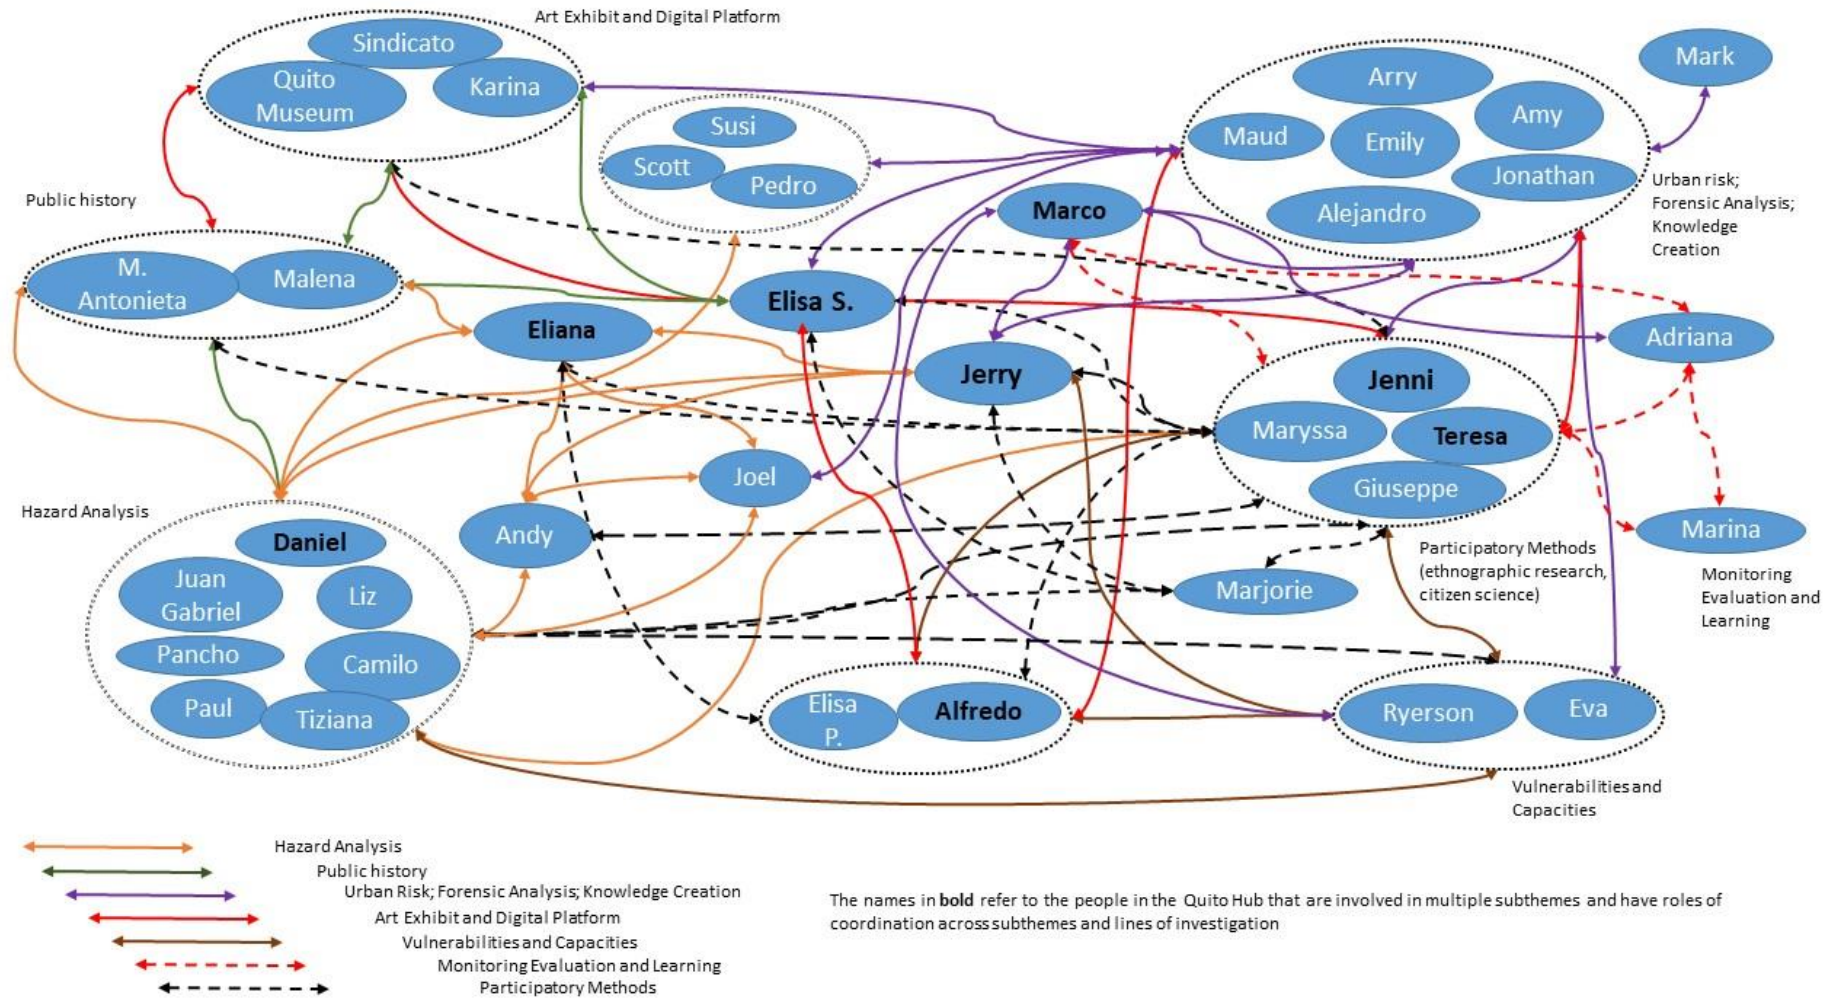 Art Exhibit and Digital Platform
Sindicato
Quito
Museum
Karina
Susi
Scott
Pedro
Arry
Amy
Maud
Emily
Jonathan
Alejandro
Mark
Urban risk;
Forensic Analysis;
Knowledge
Creation
Public history
M.
Antonieta
Malena
Marco
Eliana
Elisa S.
Jerry
Adriana
Jenni
Maryssa
Teresa
Giuseppe
Joel
Andy
Marina
Marjorie
Participatory Methods
(ethnographic research,
citizen science)
Monitoring
Evaluation and
Learning
Hazard Analysis
Daniel
Juan
Gabriel
Liz
Pancho
Camilo
Paul
Tiziana
Elisa
P.
Alfredo
Ryerson
Eva
Vulnerabilities and
Capacities
Hazard Analysis
Public history
Urban Risk; Forensic Analysis; Knowledge Creation
Art Exhibit and Digital Platform
Vulnerabilities and Capacities
Monitoring Evaluation and Learning
Participatory Methods
The names in bold refer to the people in the Quito Hub that are involved in multiple subthemes and have roles of
coordination across subthemes and lines of investigation